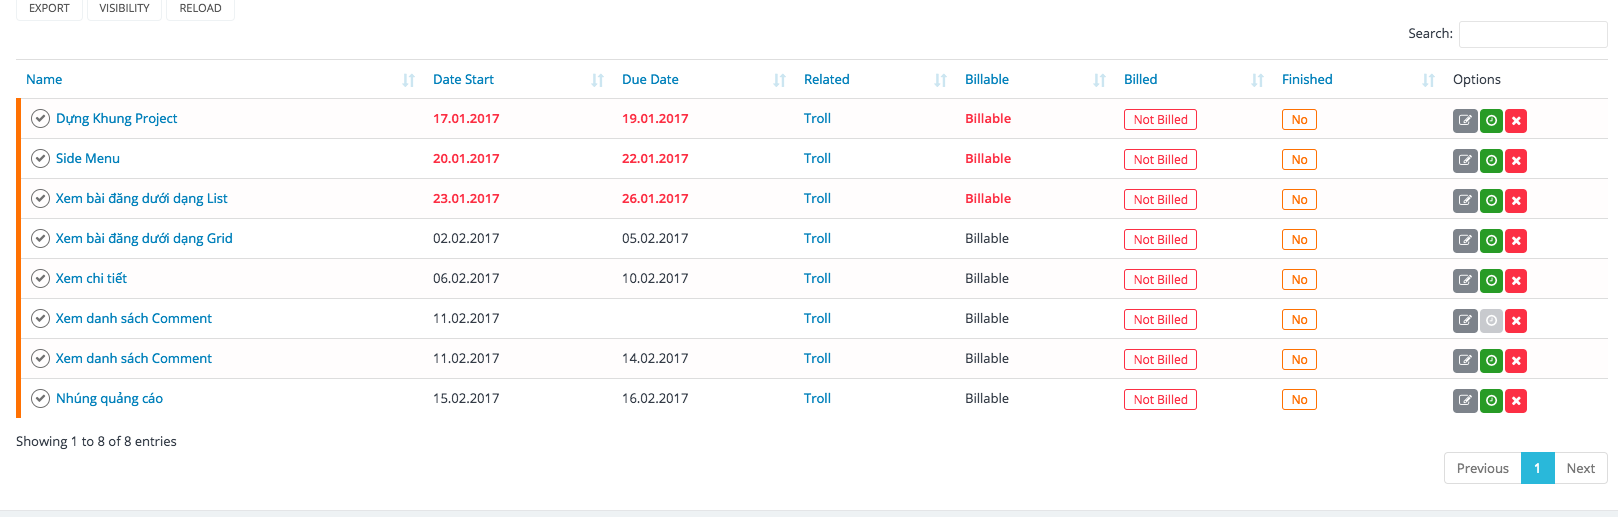 EXPORT VISIBILITY RELOAD
Search:
Name Date Start Due Date Related Billable Billed Finished Options
Dựng Khung Project 17.01.2017 19.01.2017 Troll Billable Not Billed No
Side Menu 20.01.2017 22.01.2017 Troll Billable Not Billed No
Xem bài đăng dưới dạng List 23.01.2017 26.01.2017 Troll Billable Not Billed No
Xem bài đăng dưới dạng Grid 02.02.2017 05.02.2017 Troll Billable Not Billed No
Xem chi tiết 06.02.2017 10.02.2017 Troll Billable Not Billed No
Xem danh sách Comment 11.02.2017 Troll Billable Not Billed No
Xem danh sách Comment 11.02.2017 14.02.2017 Troll Billable Not Billed No
Nhúng quảng cáo 15.02.2017 16.02.2017 Troll Billable Not Billed No
Showing 1 to 8 of 8 entries
Previous 1 Next